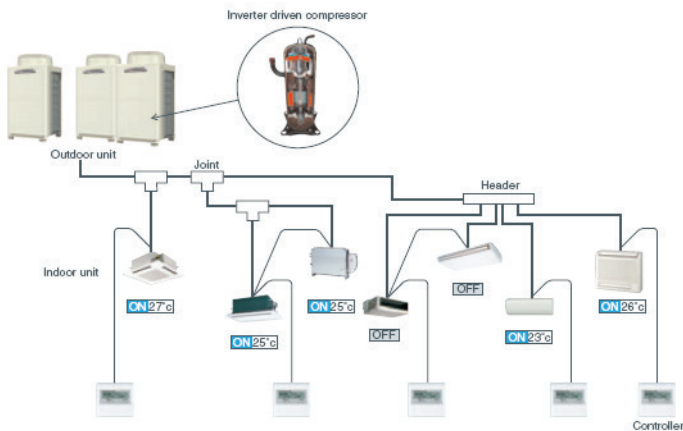 Inverter driven compressor
Outdoor unit
Joint
Header
Indoor unit
ON 27°c
ON 25°c
ON 25°c
OFF
OFF
ON 23°c
ON 26°c
Controller